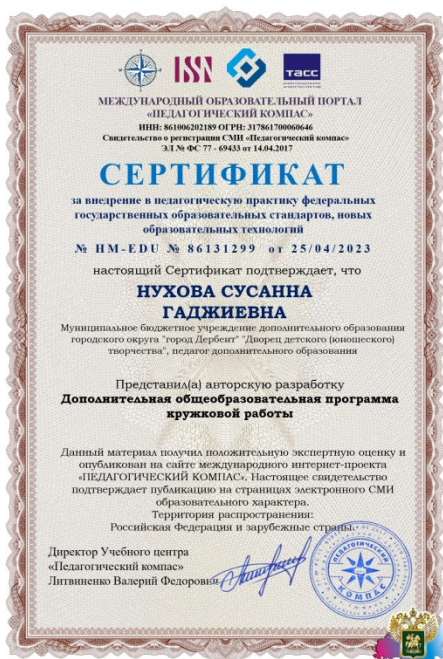 ISSN
ТАСС
МЕЖДУНАРОДНЫЙ ОБРАЗОВАТЕЛЬНЫЙ ПОРТАЛ
«ПЕДАГОГИЧЕСКИЙ КОМПАС»
ИНН: 861006202189 ОГРН: 317861700060646
Свидетельство о регистрации СМИ «Педагогический компас»
ЭЛ № ФС 77 - 69433 от 14.04.2017
СЕРТИФИКАТ
за внедрение в педагогическую практику федеральных
государственных образовательных стандартов, новых
образовательных технологий
№ HM-EDU № 86131299 от 25/04/2023
настоящий Сертификат подтверждает, что
НУХОВА СУСАННА
ГАДЖИЕВНА
Муниципальное бюджетное учреждение дополнительного образования
городского округа "город Дербент" "Дворец детского (юношеского)
творчества", педагог дополнительного образования
Представил(а) авторскую разработку
Дополнительная общеобразовательная программа
кружковой работы
Данный материал получил положительную экспертную оценку и
опубликован на сайте международного интернет-проекта
«ПЕДАГОГИЧЕСКИЙ КОМПАС». Настоящее свидетельство
подтверждает публикацию на страницах электронного СМИ
образовательного характера.
Территория распространения:
Российская Федерация и зарубежные страны.
Директор Учебного центра
«Педагогический компас»
Литвиненко Валерий Федорович
ПЕДАГОГИЧЕСКИЙ
КОМПАС